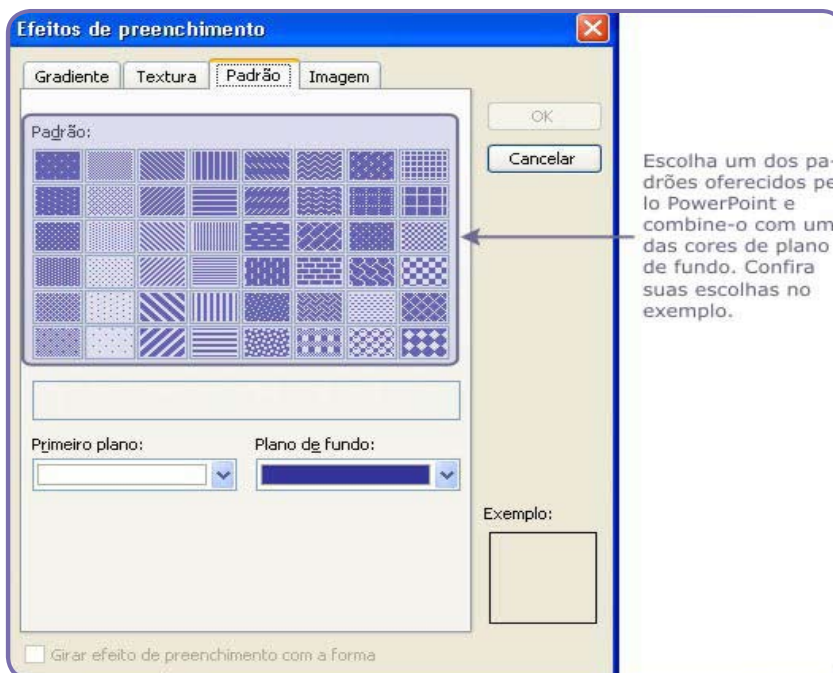 Efeitos de preenchimento
Gradiente Textura Padrão Imagem
OK
Cancelar
Padrão:
Escolha um dos pa-
drões oferecidos pe
lo PowerPoint e
combine-o com um
das cores de plano
de fundo. Confira
suas escolhas no
exemplo.
Primeiro plano: Plano de fundo:
Exemplo:
Girar efeito de preenchimento com a forma